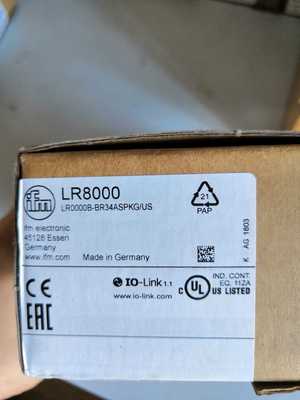 ifm
LR8000
LR0000B-BR34ASPKG/US
ifm electronic
45128 Essen
Germany
www.ifm.com
Made in Germany
21
PAP
K AG 1803
CE
EAC
IO-Link 1.1
www.io-link.com
C UL US LISTED
IND. CONT.
EQ. 11ZA